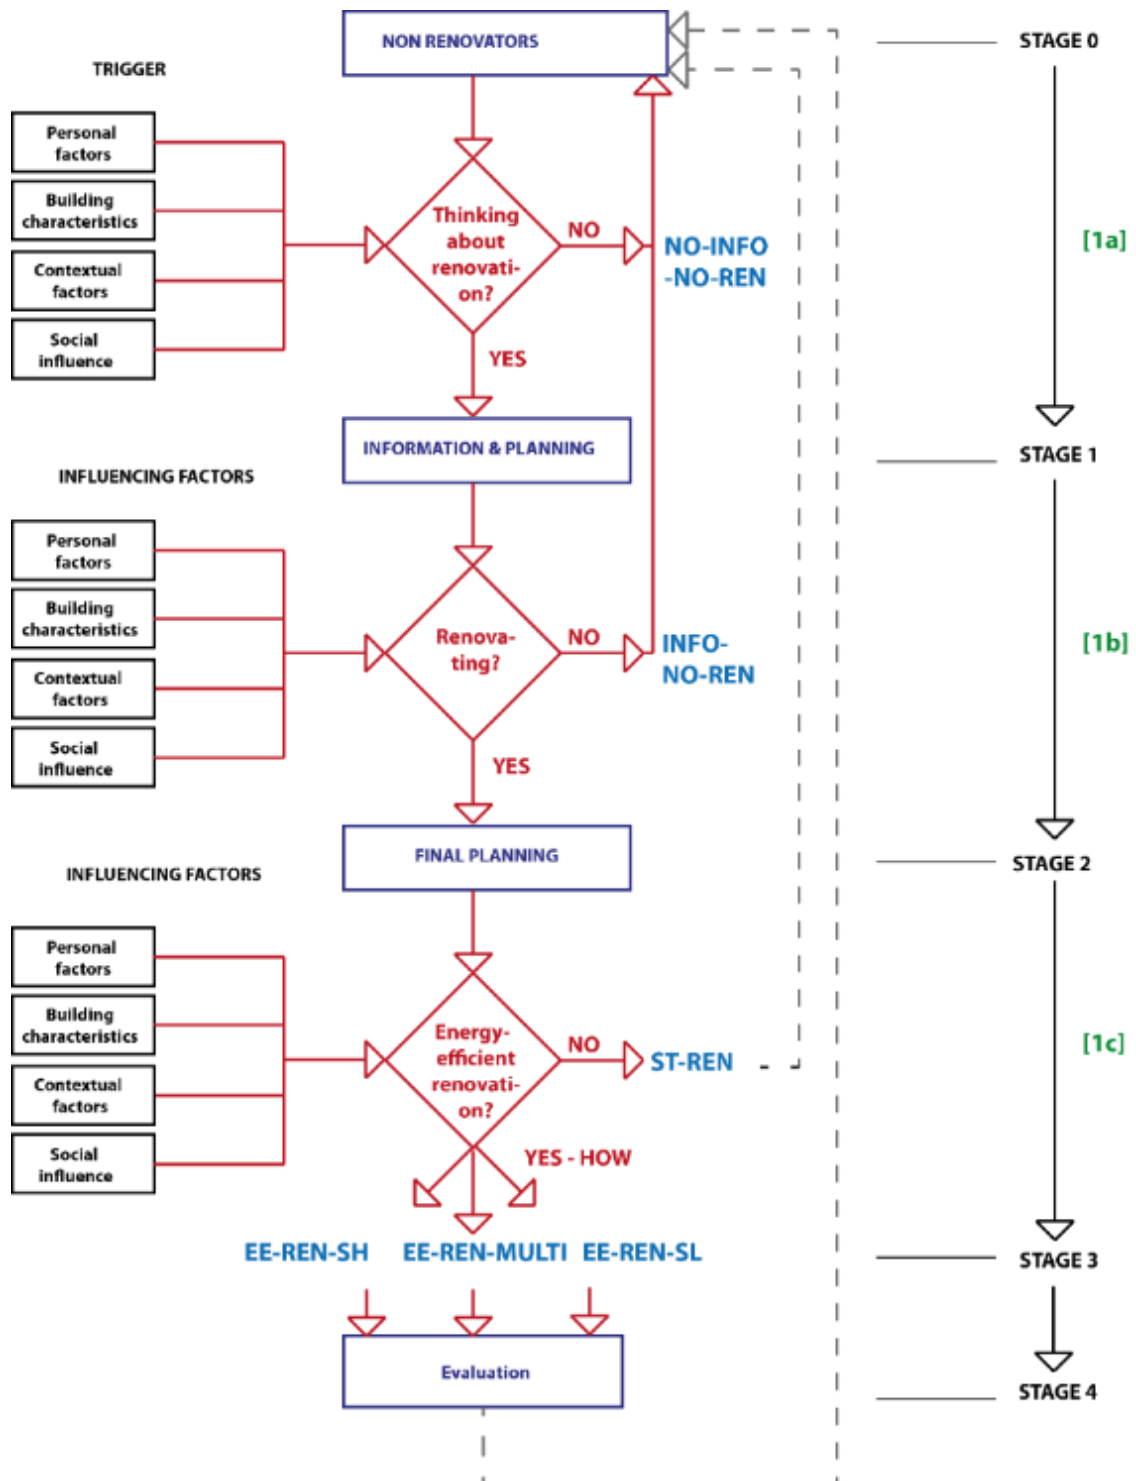 NON RENOVATORS
STAGE 0
TRIGGER
Personal
factors
Building
characteristics
Contextual
factors
Social
influence
Thinking
about
renovati-
on?
NO
NO-INFO
-NO-REN
[1a]
YES
INFORMATION & PLANNING
STAGE 1
INFLUENCING FACTORS
Personal
factors
Building
characteristics
Contextual
factors
Social
influence
Renova-
ting?
NO
INFO-
NO-REN
[1b]
YES
FINAL PLANNING
STAGE 2
INFLUENCING FACTORS
Personal
factors
Building
characteristics
Contextual
factors
Social
influence
Energy-
efficient
renovati-
on?
NO
ST-REN
[1c]
YES - HOW
EE-REN-SH
EE-REN-MULTI
EE-REN-SL
STAGE 3
Evaluation
STAGE 4